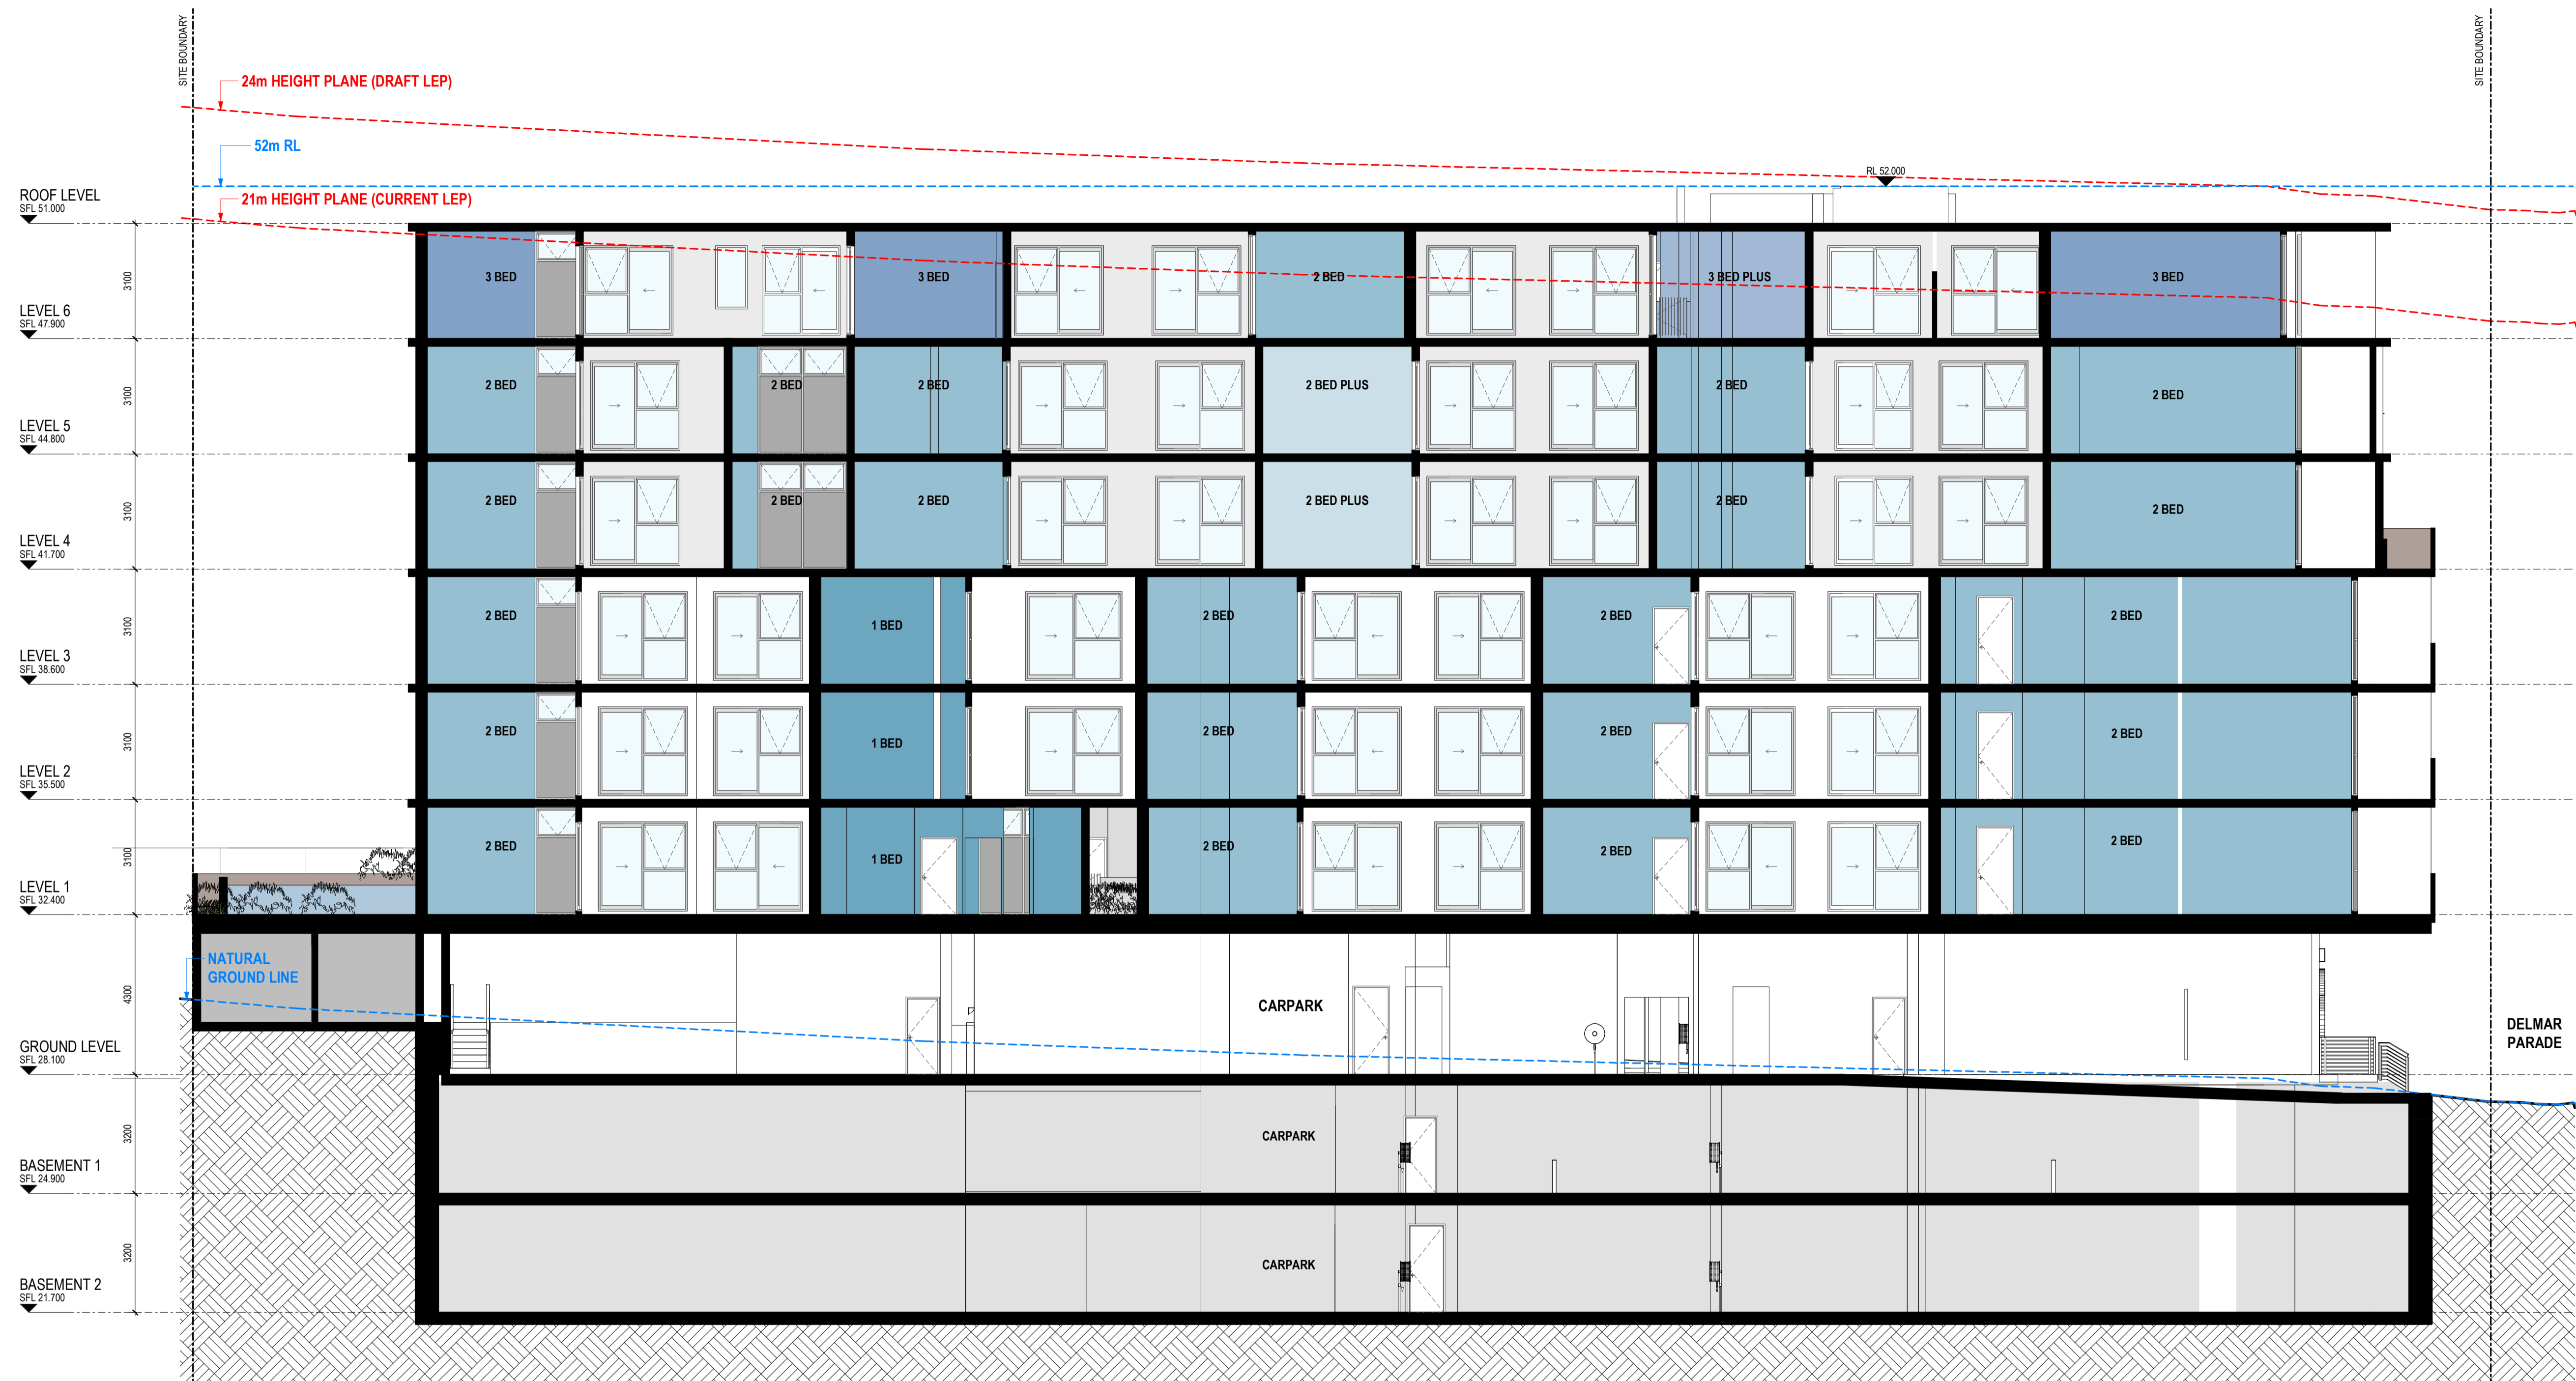 SITE BOUNDARY
SITE BOUNDARY
24m HEIGHT PLANE (DRAFT LEP)
52m RL
RL 52.000
ROOF LEVEL
SFL 51.000
21m HEIGHT PLANE (CURRENT LEP)
3100
3 BED
3 BED
2 BED
3 BED PLUS
3 BED
LEVEL 6
SFL 47.900
3100
2 BED
2 BED
2 BED
2 BED PLUS
2 BED
2 BED
LEVEL 5
SFL 44.800
3100
2 BED
2 BED
2 BED
2 BED PLUS
2 BED
2 BED
LEVEL 4
SFL 41.700
3100
2 BED
1 BED
2 BED
2 BED
2 BED
LEVEL 3
SFL 38.600
3100
2 BED
1 BED
2 BED
2 BED
2 BED
LEVEL 2
SFL 35.500
3100
2 BED
1 BED
2 BED
2 BED
2 BED
LEVEL 1
SFL 32.400
NATURAL
GROUND LINE
4300
CARPARK
DELMAR
PARADE
GROUND LEVEL
SFL 28.100
3200
CARPARK
BASEMENT 1
SFL 24.900
3200
CARPARK
BASEMENT 2
SFL 21.700